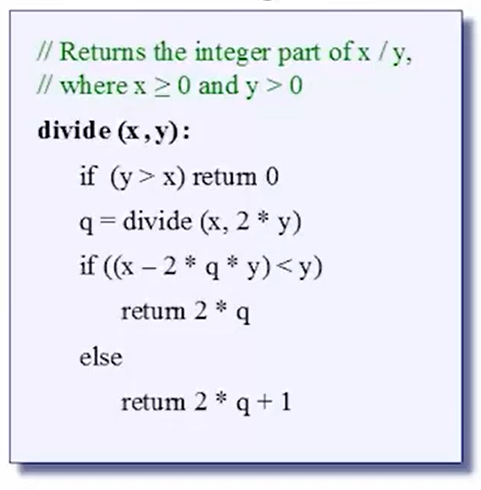 // Returns the integer part of x / y,
// where x ≥ 0 and y > 0
divide (x ,y) :
if (y > x) return 0
q = divide (x, 2 * y)
if ((x – 2 * q * y) < y)
return 2 * q
else
return 2 * q + 1